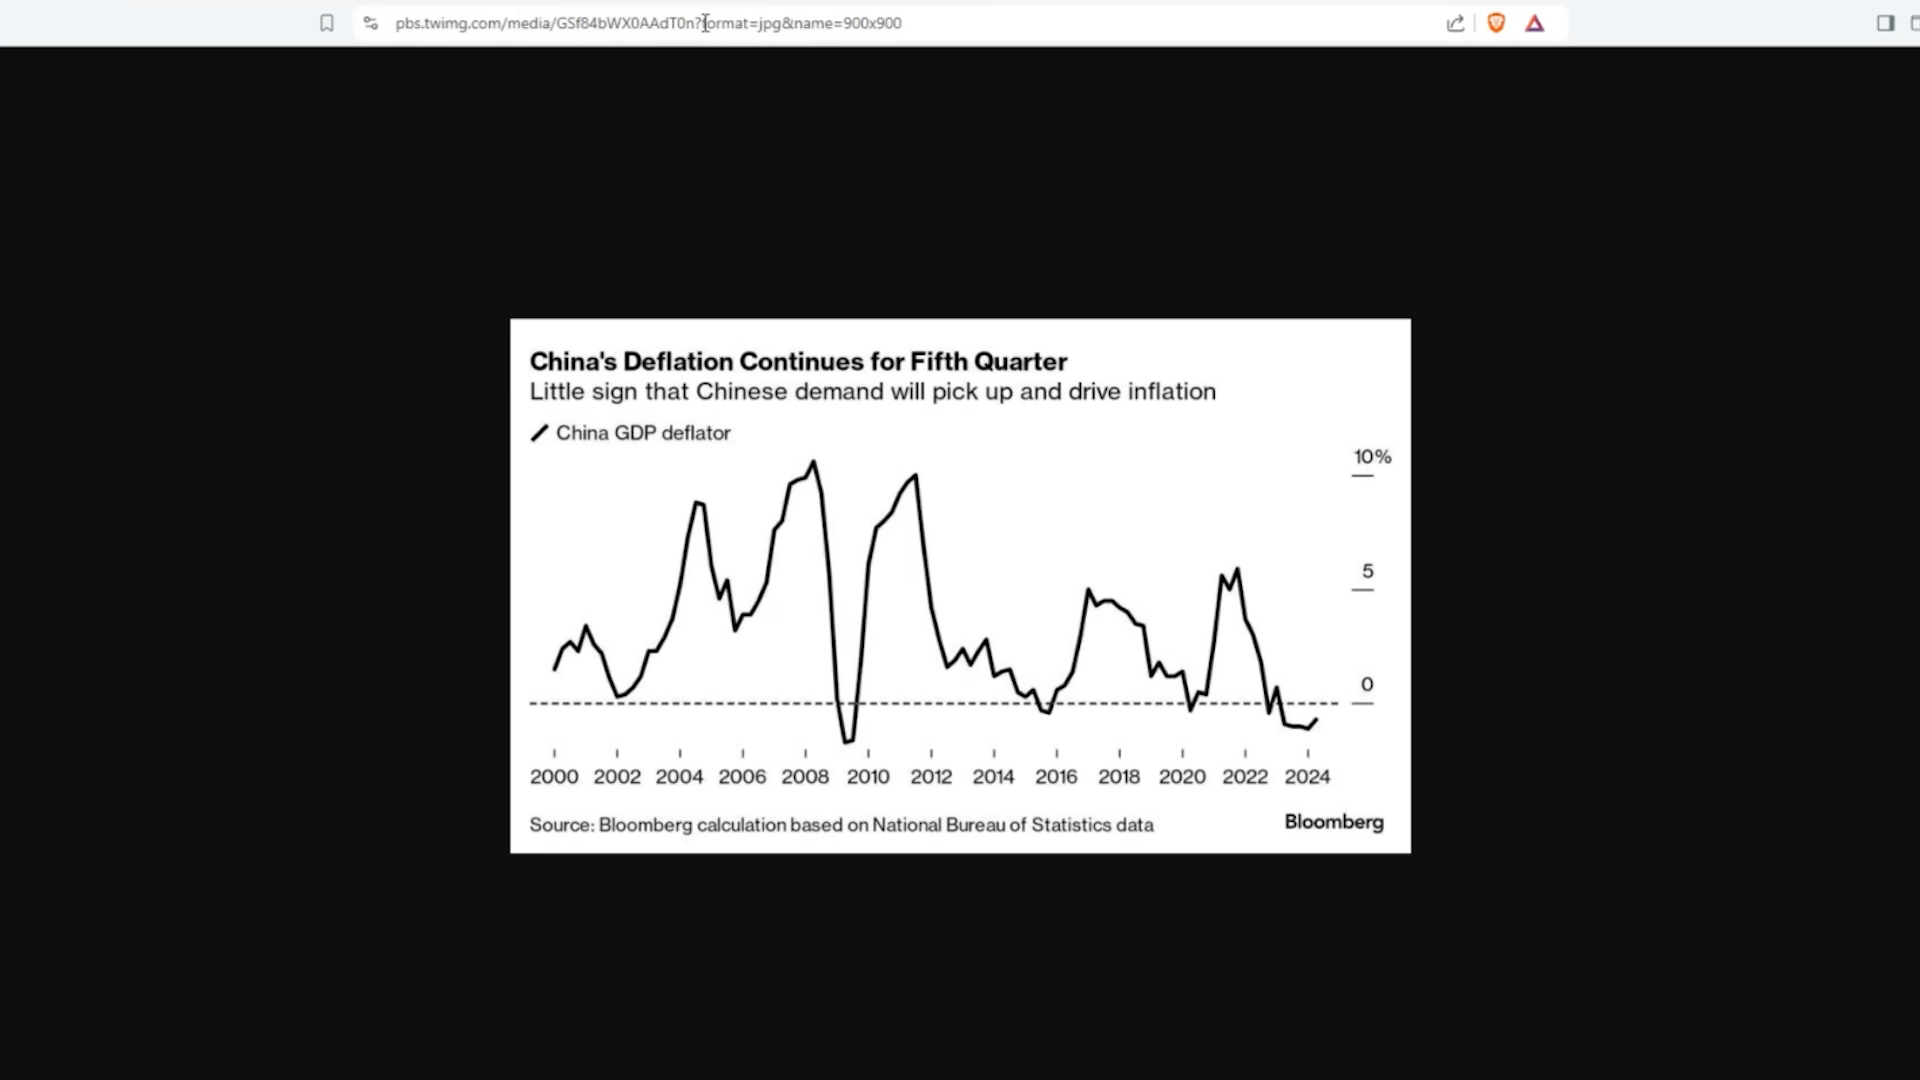 pbs.twimg.com/media/GSf84bWX0AAdT0n?format=jpg&name=900x900
China's Deflation Continues for Fifth Quarter
Little sign that Chinese demand will pick up and drive inflation
China GDP deflator
10%
5
0
2000 2002 2004 2006 2008 2010 2012 2014 2016 2018 2020 2022 2024
Source: Bloomberg calculation based on National Bureau of Statistics data
Bloomberg